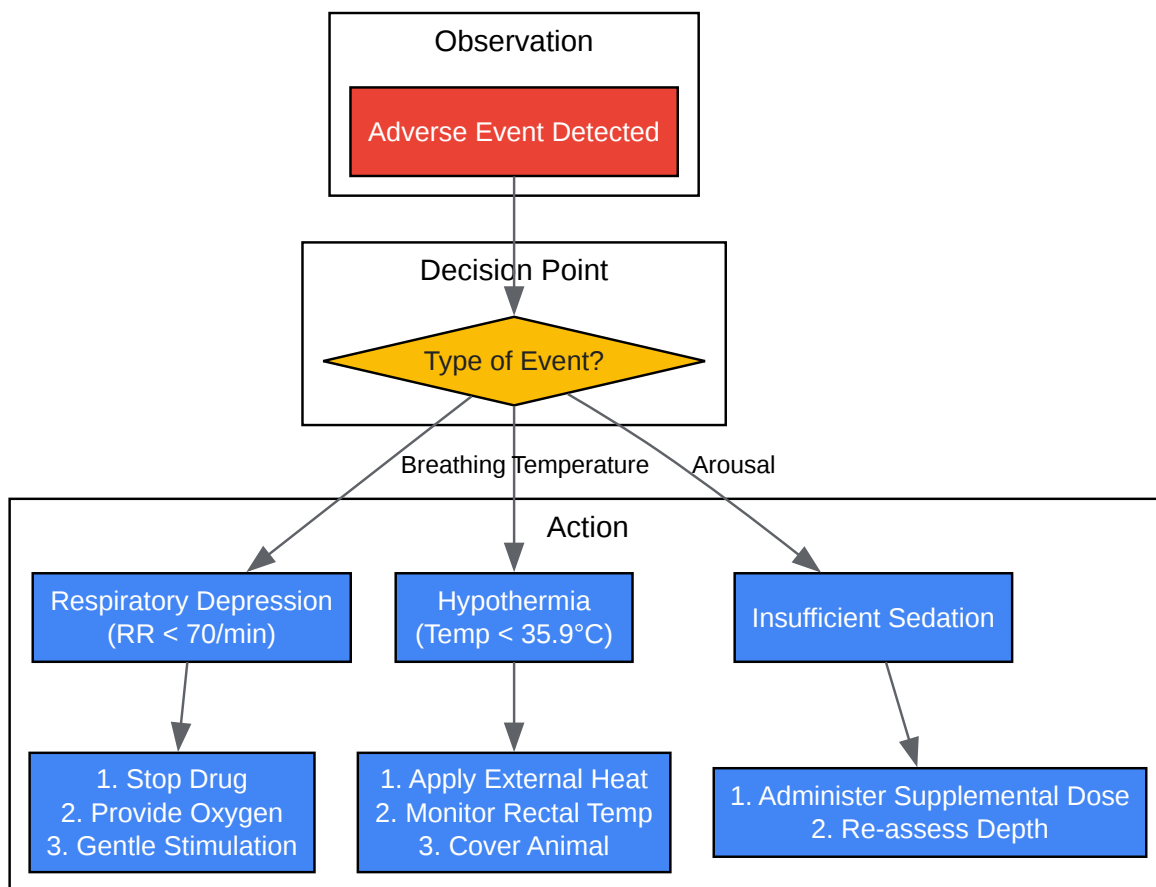 Observation
Adverse Event Detected
Decision Point
Type of Event?
Breathing
Temperature
Arousal
Action
Respiratory Depression
(RR < 70/min)
Hypothermia
(Temp < 35.9°C)
Insufficient Sedation
1. Stop Drug
2. Provide Oxygen
3. Gentle Stimulation
1. Apply External Heat
2. Monitor Rectal Temp
3. Cover Animal
1. Administer Supplemental Dose
2. Re-assess Depth